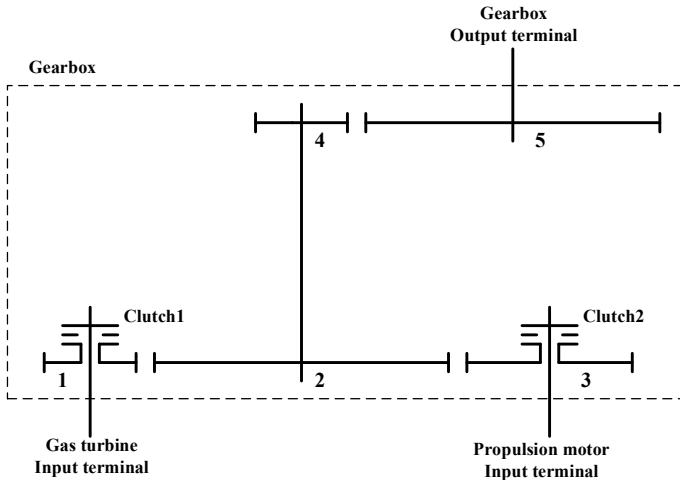 Gearbox
Output terminal
Gearbox
4
5
Clutch1
Clutch2
1
2
3
Gas turbine
Input terminal
Propulsion motor
Input terminal